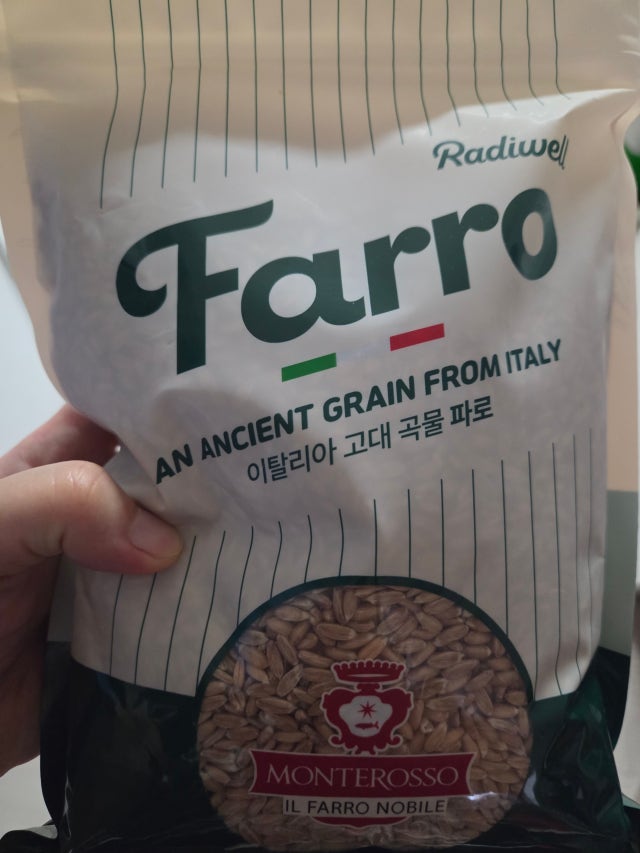 Radiwell
Farro
AN ANCIENT GRAIN FROM ITALY
이탈리아 고대 곡물 파로
MONTEROSSO
IL FARRO NOBILE